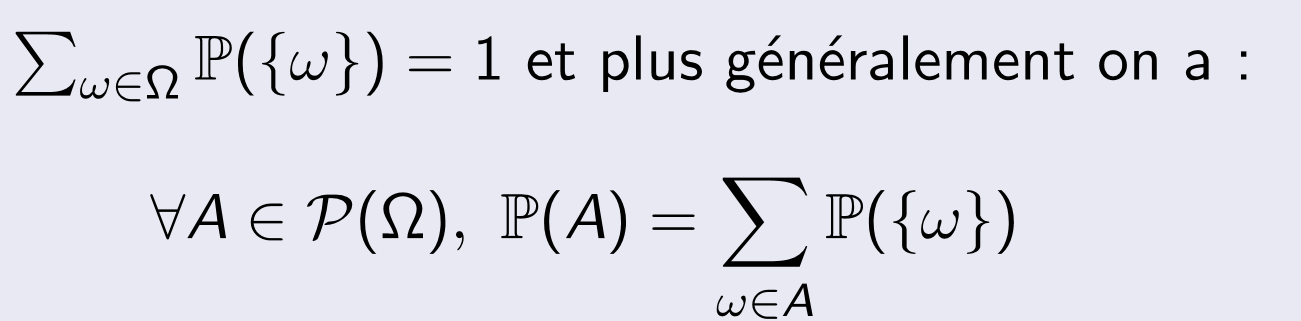 ∑_{ω∈Ω} ℙ({ω}) = 1 et plus généralement on a :
∀A ∈ 𝒫(Ω), ℙ(A) = ∑_{ω∈A} ℙ({ω})